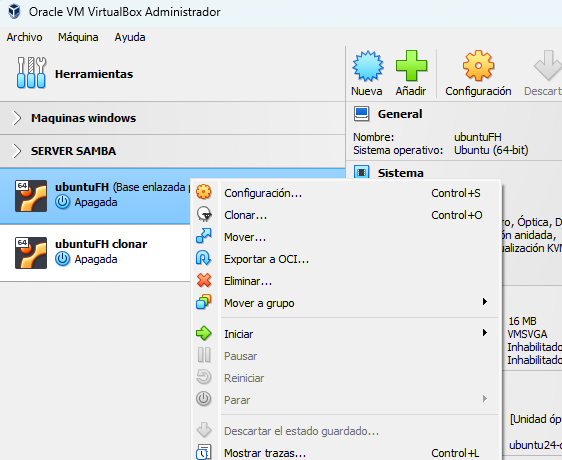 Oracle VM VirtualBox Administrador
Archivo Máquina Ayuda
Herramientas
Nueva Añadir Configuración Descart
Maquinas windows
SERVER SAMBA
64 ubuntuFH (Base enlazada p
Apagada
64 ubuntuFH clonar
Apagada
General
Nombre: ubuntuFH
Sistema operativo: Ubuntu (64-bit)
Sistema
Configuración... Control+S
Clonar... Control+O
Mover...
Exportar a OCI...
Eliminar...
Mover a grupo
Iniciar
Pausar
Reiniciar
Parar
Descartar el estado guardado...
Mostrar trazas... Control+L
ro, Óptica, D
ón anidada,
ualización KV
16 MB
VMSVGA
Inhabilitado
Inhabilitado
[Unidad óp
ubuntu24-